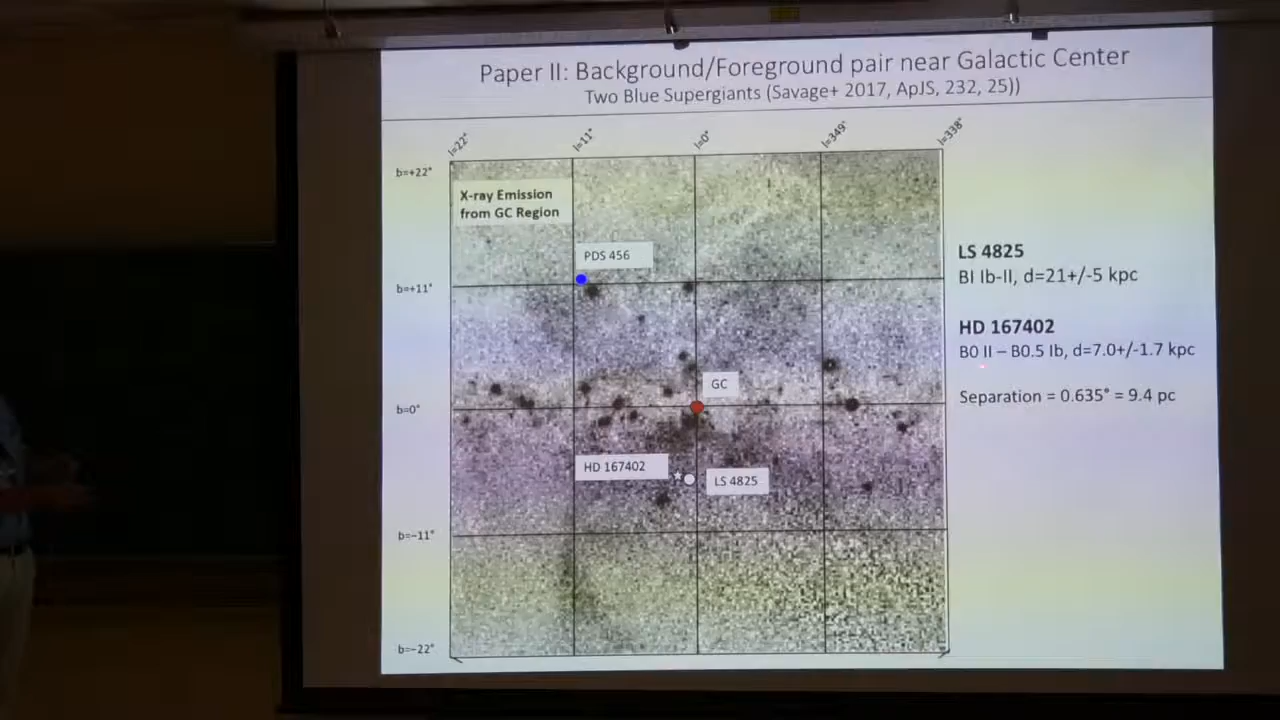 Paper II: Background/Foreground pair near Galactic Center
Two Blue Supergiants (Savage+ 2017, ApJS, 232, 25))
l=22°
l=11°
l=0°
l=349°
l=338°
b=+22°
X-ray Emission
from GC Region
PDS 456
b=+11°
GC
b=0°
HD 167402
LS 4825
b=−11°
b=−22°
LS 4825
BI Ib-II, d=21+/-5 kpc
HD 167402
B0 II – B0.5 Ib, d=7.0+/-1.7 kpc
Separation = 0.635° = 9.4 pc